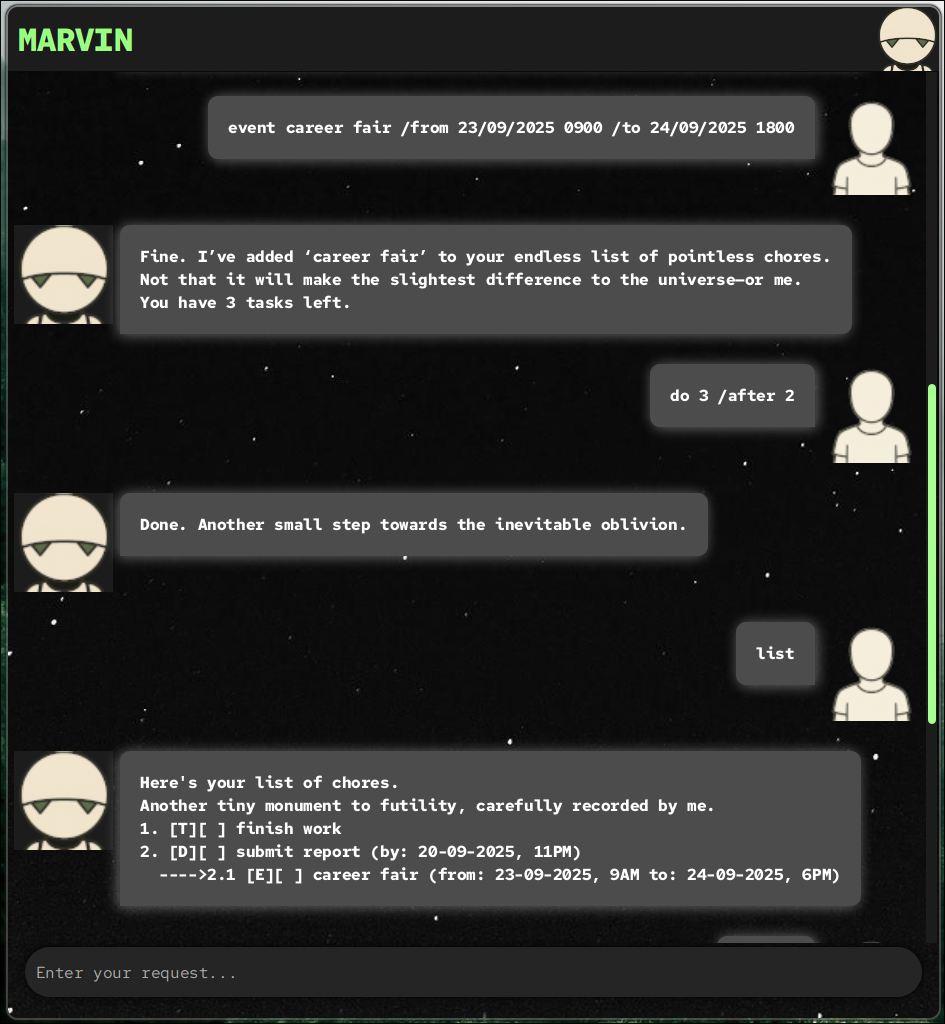 MARVIN
event career fair /from 23/09/2025 0900 /to 24/09/2025 1800
Fine. I’ve added ‘career fair’ to your endless list of pointless chores.
Not that it will make the slightest difference to the universe—or me.
You have 3 tasks left.
do 3 /after 2
Done. Another small step towards the inevitable oblivion.
list
Here's your list of chores.
Another tiny monument to futility, carefully recorded by me.
1. [T][ ] finish work
2. [D][ ] submit report (by: 20-09-2025, 11PM)
---->2.1 [E][ ] career fair (from: 23-09-2025, 9AM to: 24-09-2025, 6PM)
Enter your request...